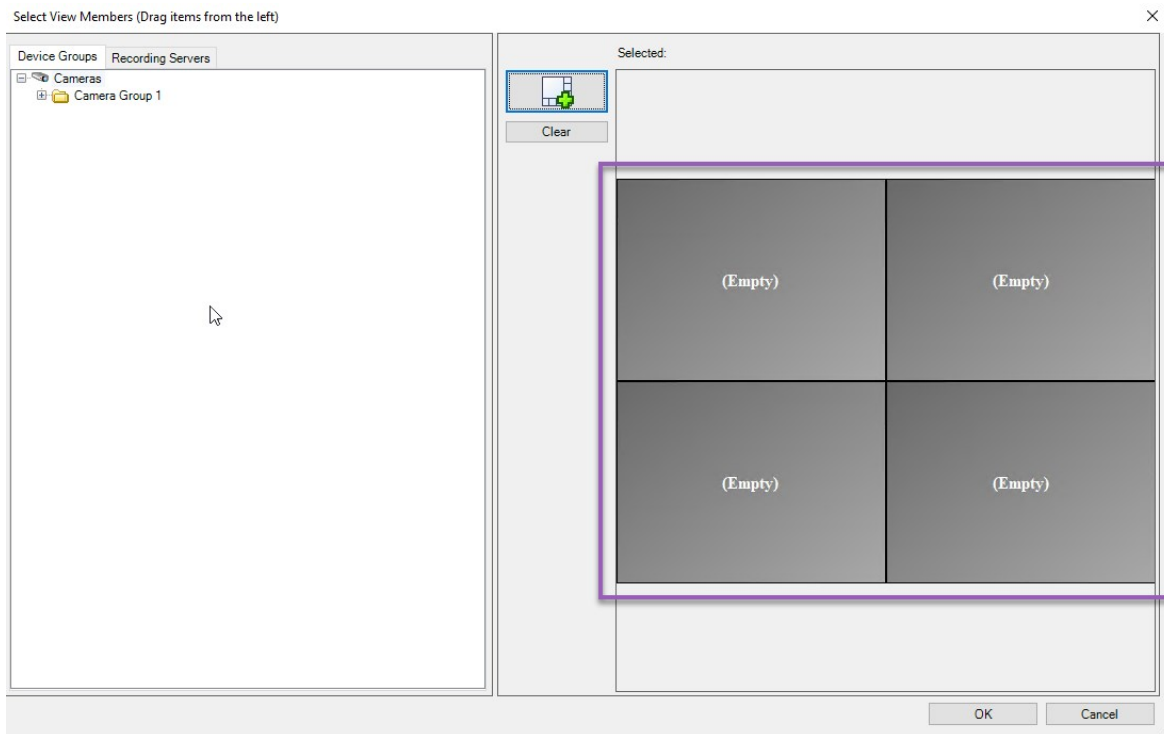 Select View Members (Drag items from the left)
Device Groups
Recording Servers
Cameras
Camera Group 1
Clear
Selected:
(Empty)
(Empty)
(Empty)
(Empty)
OK
Cancel